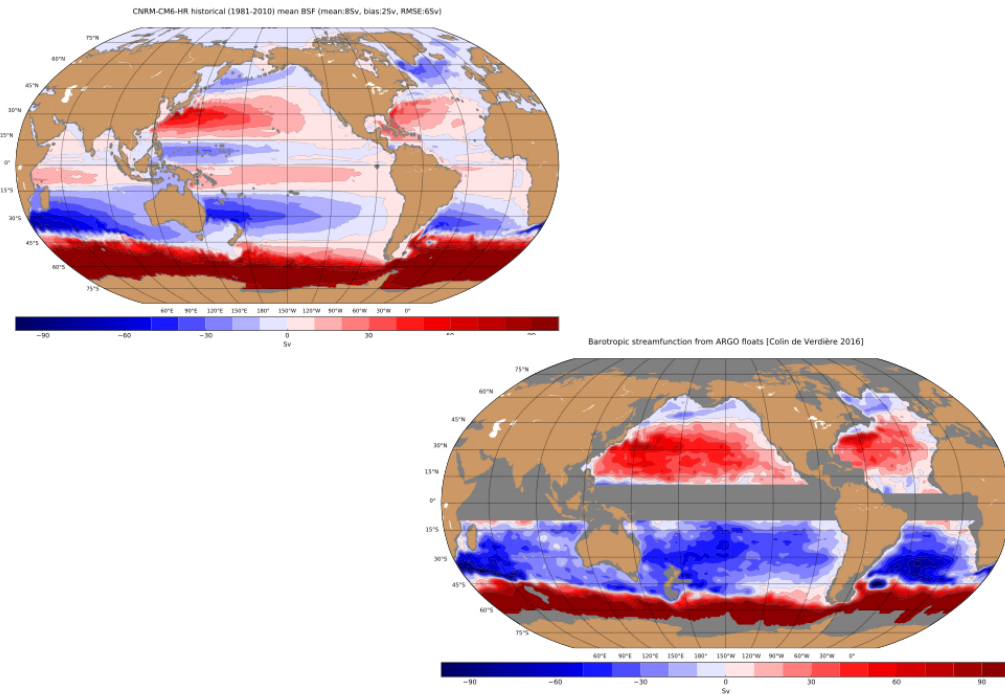 CNRM-CM6-HR historical (1981-2010) mean BSF (mean:8Sv, bias:2Sv, RMSE:6Sv)
75°N
60°N
45°N
30°N
15°N
0°
15°S
30°S
45°S
60°S
75°S
60°E 90°E 120°E 150°E 180° 150°W 120°W 90°W 60°W 30°W 0°
−90 −60 −30 0 30
Sv
Barotropic streamfunction from ARGO floats [Colin de Verdière 2016]
75°N
60°N
45°N
30°N
15°N
0°
15°S
30°S
45°S
60°S
75°S
60°E 90°E 120°E 150°E 180° 150°W 120°W 90°W 60°W 30°W 0°
−90 −60 −30 0 30 60 90
Sv